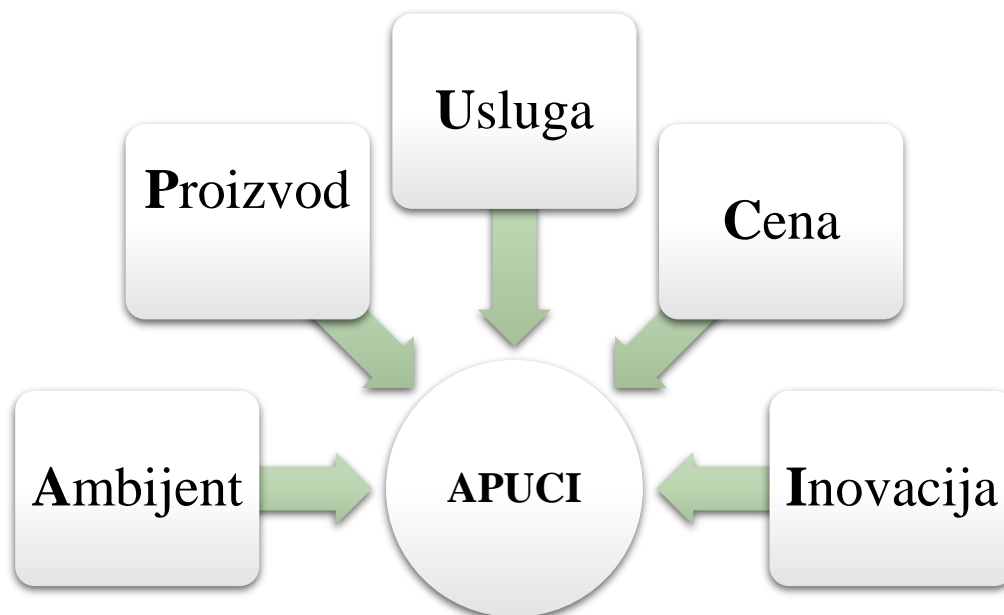 Usluga
Proizvod
Cena
Ambijent
APUCI
Inovacija